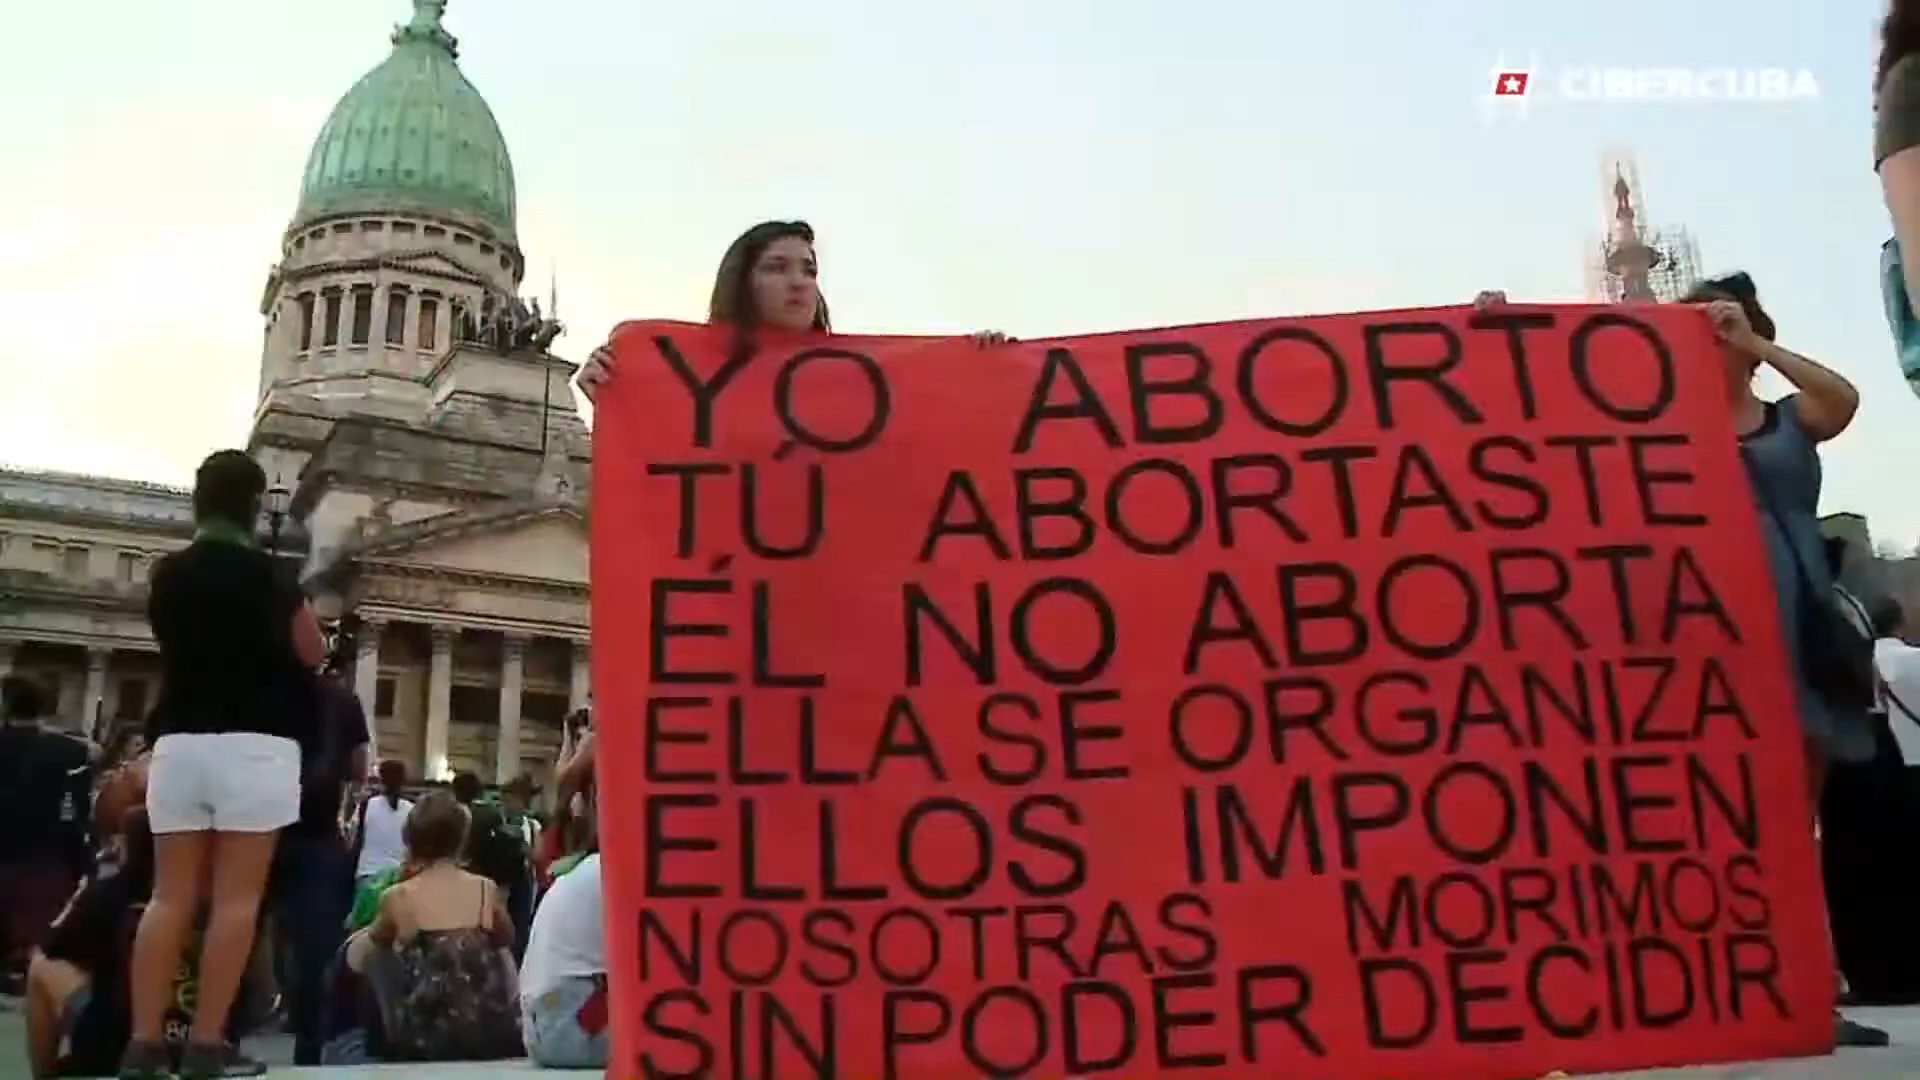 CIBERCUBA
YO ABORTO
TÚ ABORTASTE
ÉL NO ABORTA
ELLA SE ORGANIZA
ELLOS IMPONEN
NOSOTRAS MORIMOS
SIN PODER DECIDIR